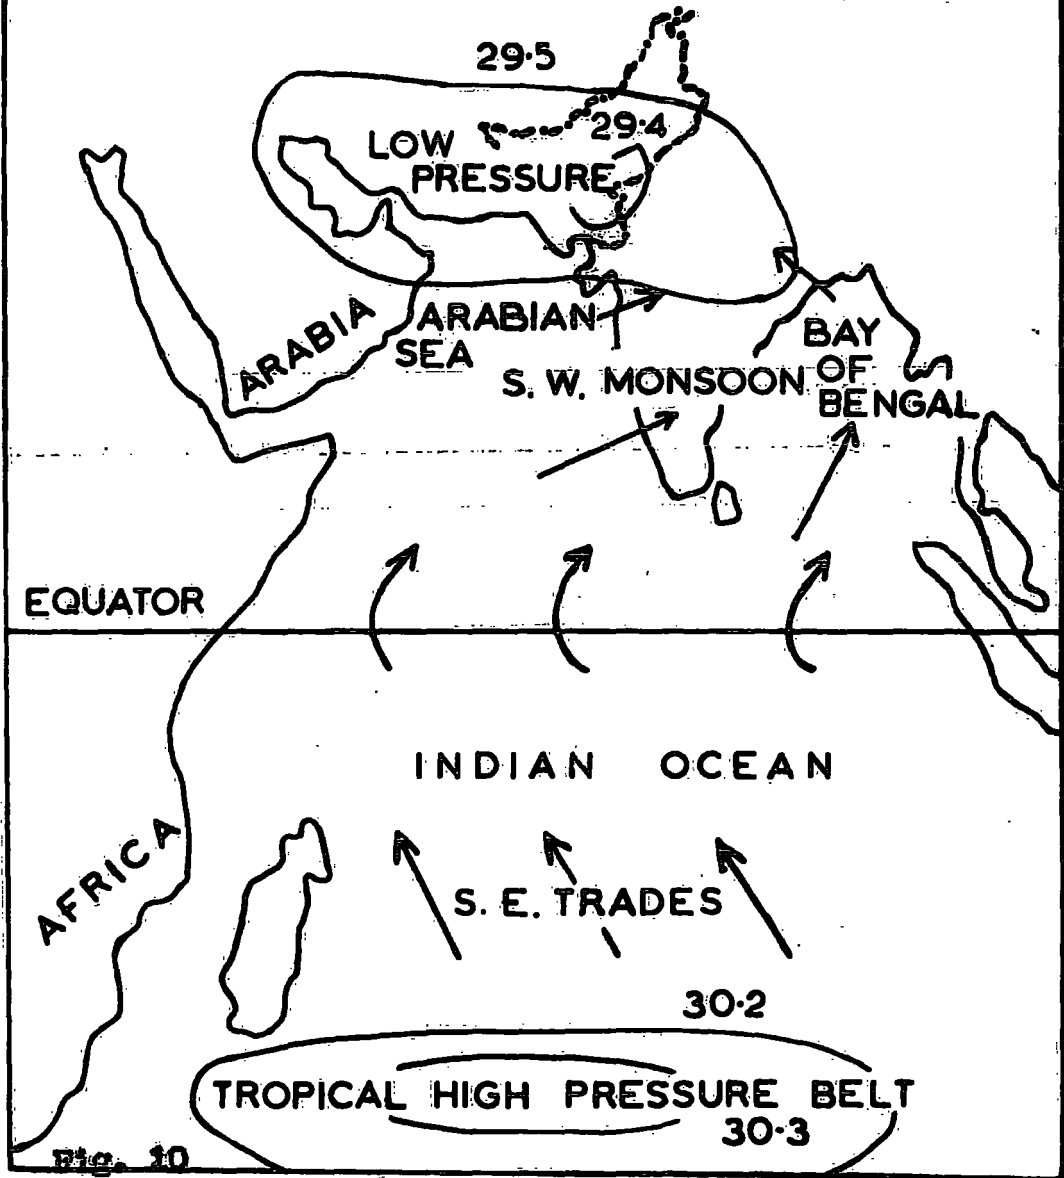 29·5
29·4
LOW
PRESSURE
ARABIA
ARABIAN
SEA
BAY
OF
BENGAL
S. W. MONSOON
EQUATOR
INDIAN OCEAN
AFRICA
S. E. TRADES
30·2
TROPICAL HIGH PRESSURE BELT
30·3
Fig. 10